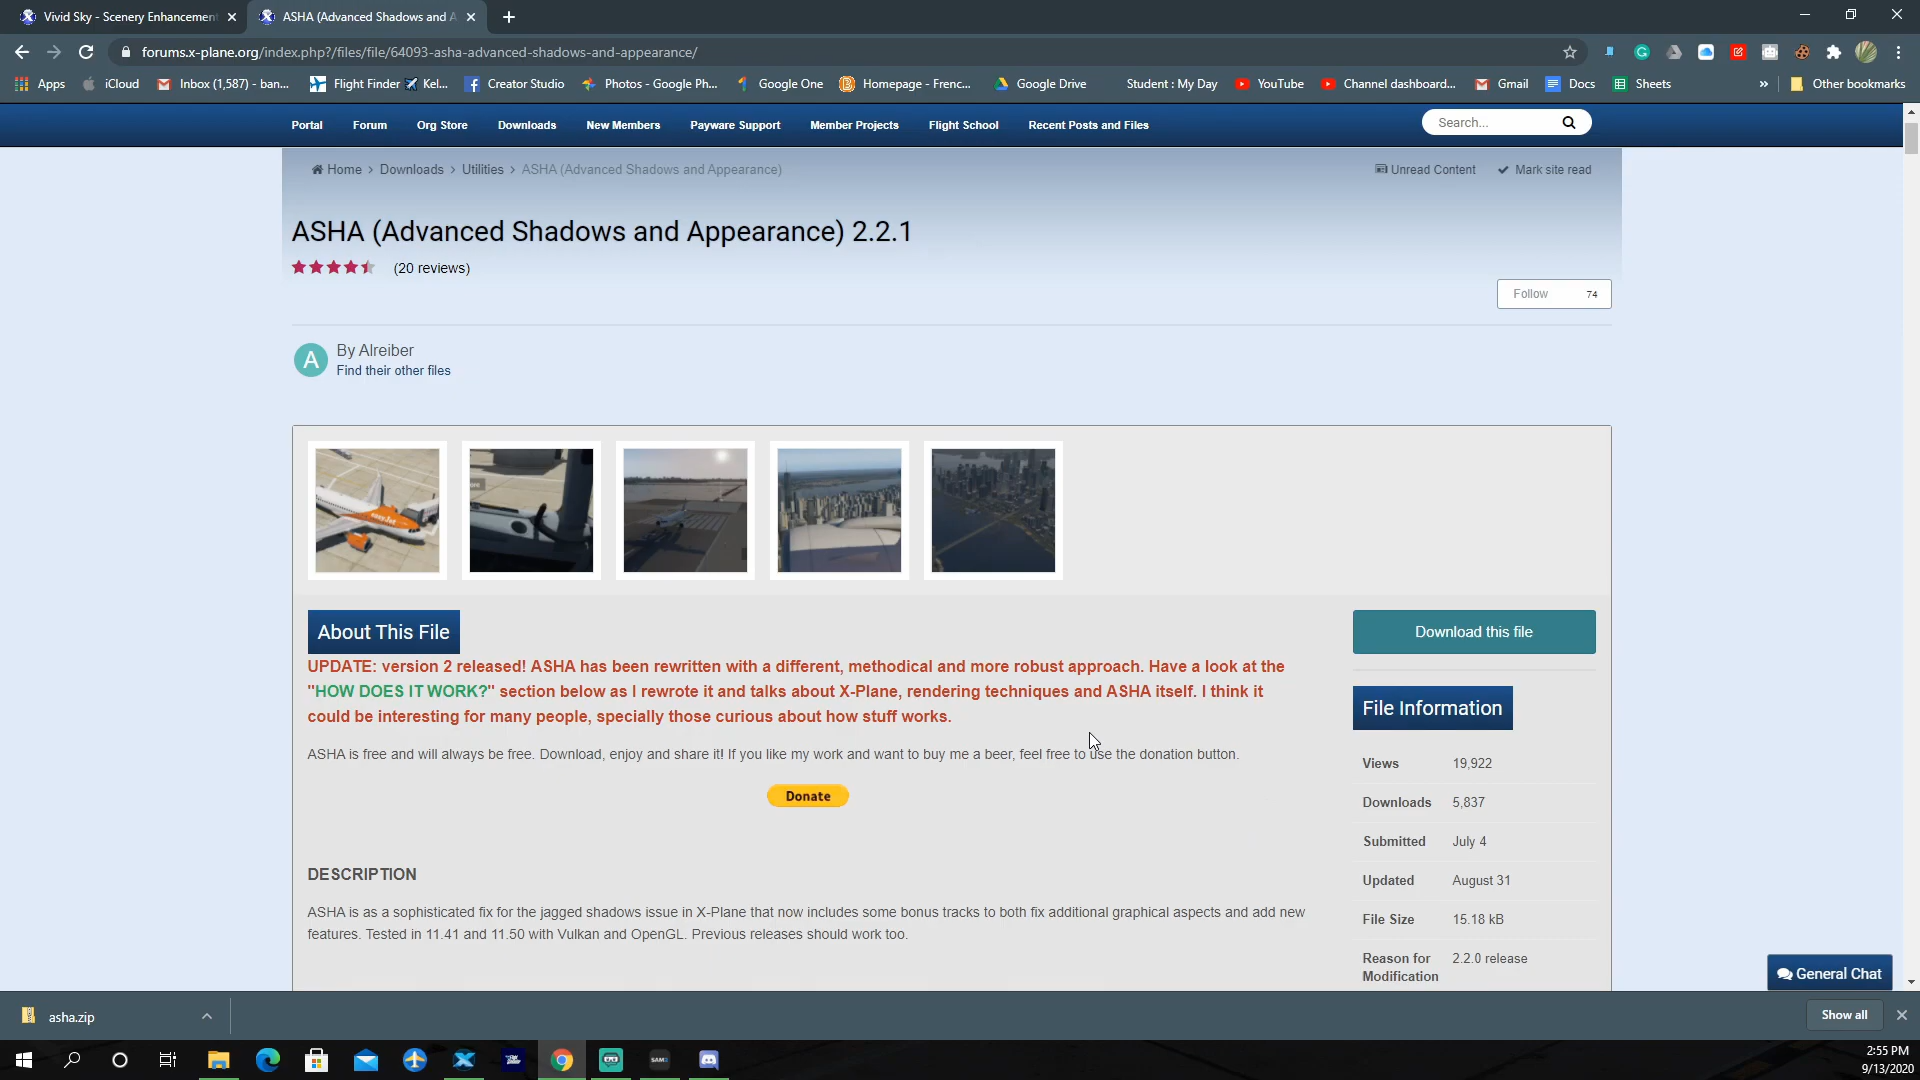 Vivid Sky - Scenery Enhancement
ASHA (Advanced Shadows and A
forums.x-plane.org/index.php?/files/file/64093-asha-advanced-shadows-and-appearance/
Apps
iCloud
Inbox (1,587) - ban...
Flight Finder
Kel...
Creator Studio
Photos - Google Ph...
Google One
Homepage - Frenc...
Google Drive
Student : My Day
YouTube
Channel dashboard...
Gmail
Docs
Sheets
»
Other bookmarks
Portal
Forum
Org Store
Downloads
New Members
Payware Support
Member Projects
Flight School
Recent Posts and Files
Search...
Home > Downloads > Utilities > ASHA (Advanced Shadows and Appearance)
Unread Content
Mark site read
ASHA (Advanced Shadows and Appearance) 2.2.1
(20 reviews)
Follow 74
A
By Alreiber
Find their other files
easyJet
About This File
UPDATE: version 2 released! ASHA has been rewritten with a different, methodical and more robust approach. Have a look at the
"HOW DOES IT WORK?" section below as I rewrote it and talks about X-Plane, rendering techniques and ASHA itself. I think it
could be interesting for many people, specially those curious about how stuff works.
ASHA is free and will always be free. Download, enjoy and share it! If you like my work and want to buy me a beer, feel free to use the donation button.
Donate
DESCRIPTION
ASHA is as a sophisticated fix for the jagged shadows issue in X-Plane that now includes some bonus tracks to both fix additional graphical aspects and add new
features. Tested in 11.41 and 11.50 with Vulkan and OpenGL. Previous releases should work too.
Download this file
File Information
Views 19,922
Downloads 5,837
Submitted July 4
Updated August 31
File Size 15.18 kB
Reason for 2.2.0 release
Modification
General Chat
asha.zip
Show all
SAM
2:55 PM
9/13/2020